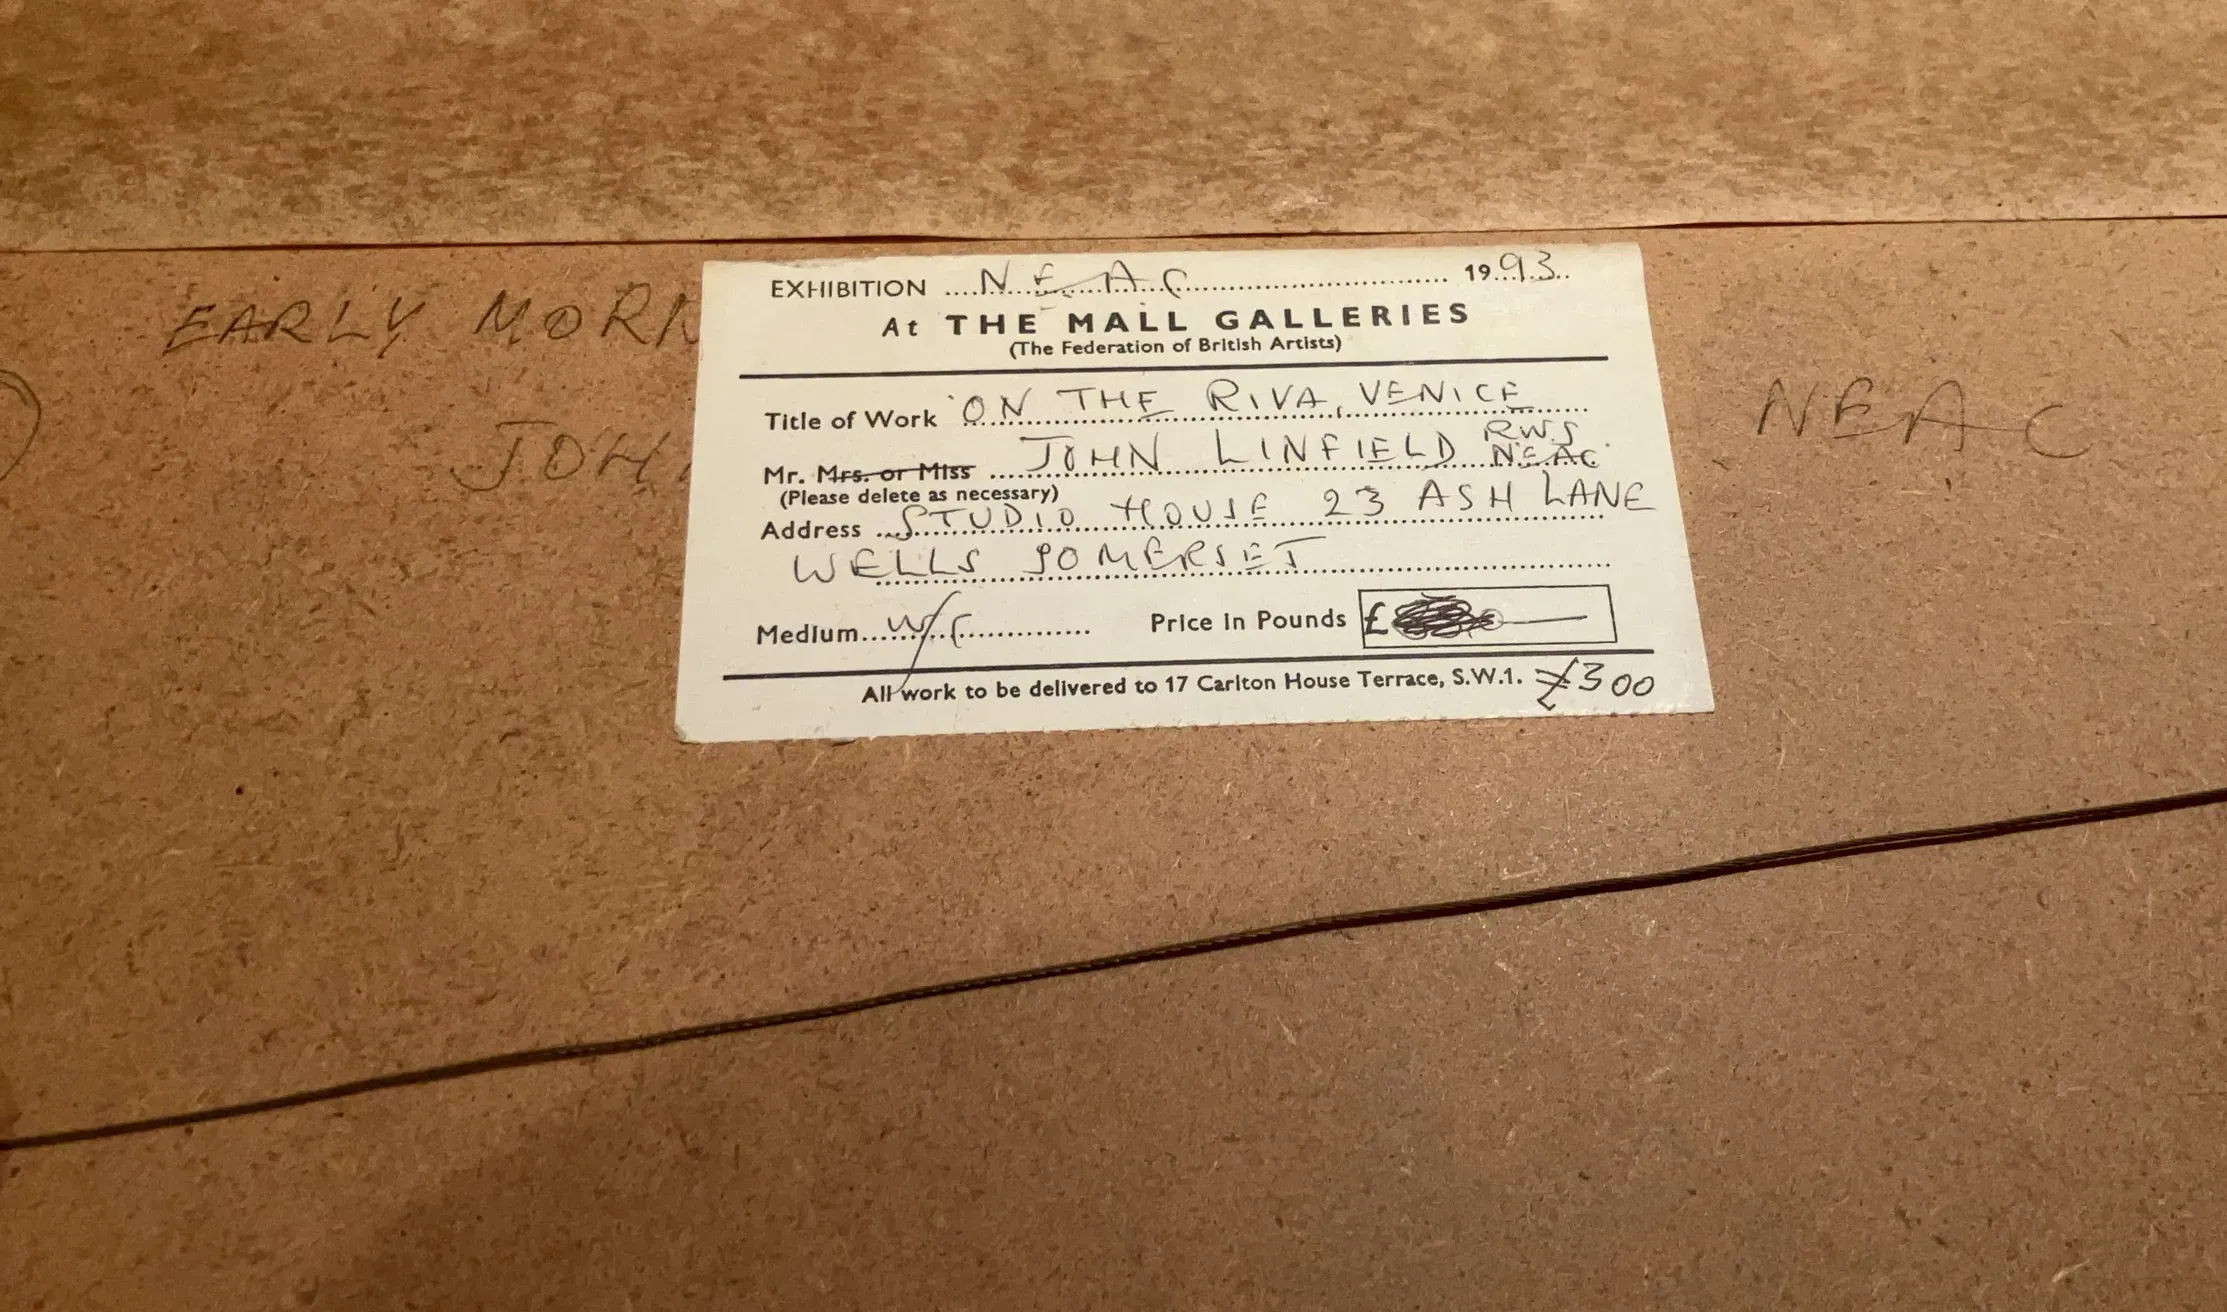 EXHIBITION ....N E A C.... 1993..
At THE MALL GALLERIES
(The Federation of British Artists)
EARLY MORN
Title of Work 'ON THE RIVA, VENICE
NEAC
JOH
Mr. Mrs. or Miss JOHN LINFIELD RWS NEAC
(Please delete as necessary)
Address STUDIO HOUSE 23 ASH LANE
WELLS SOMERSET
Medium W/C Price in Pounds £
All work to be delivered to 17 Carlton House Terrace, S.W.1. £300